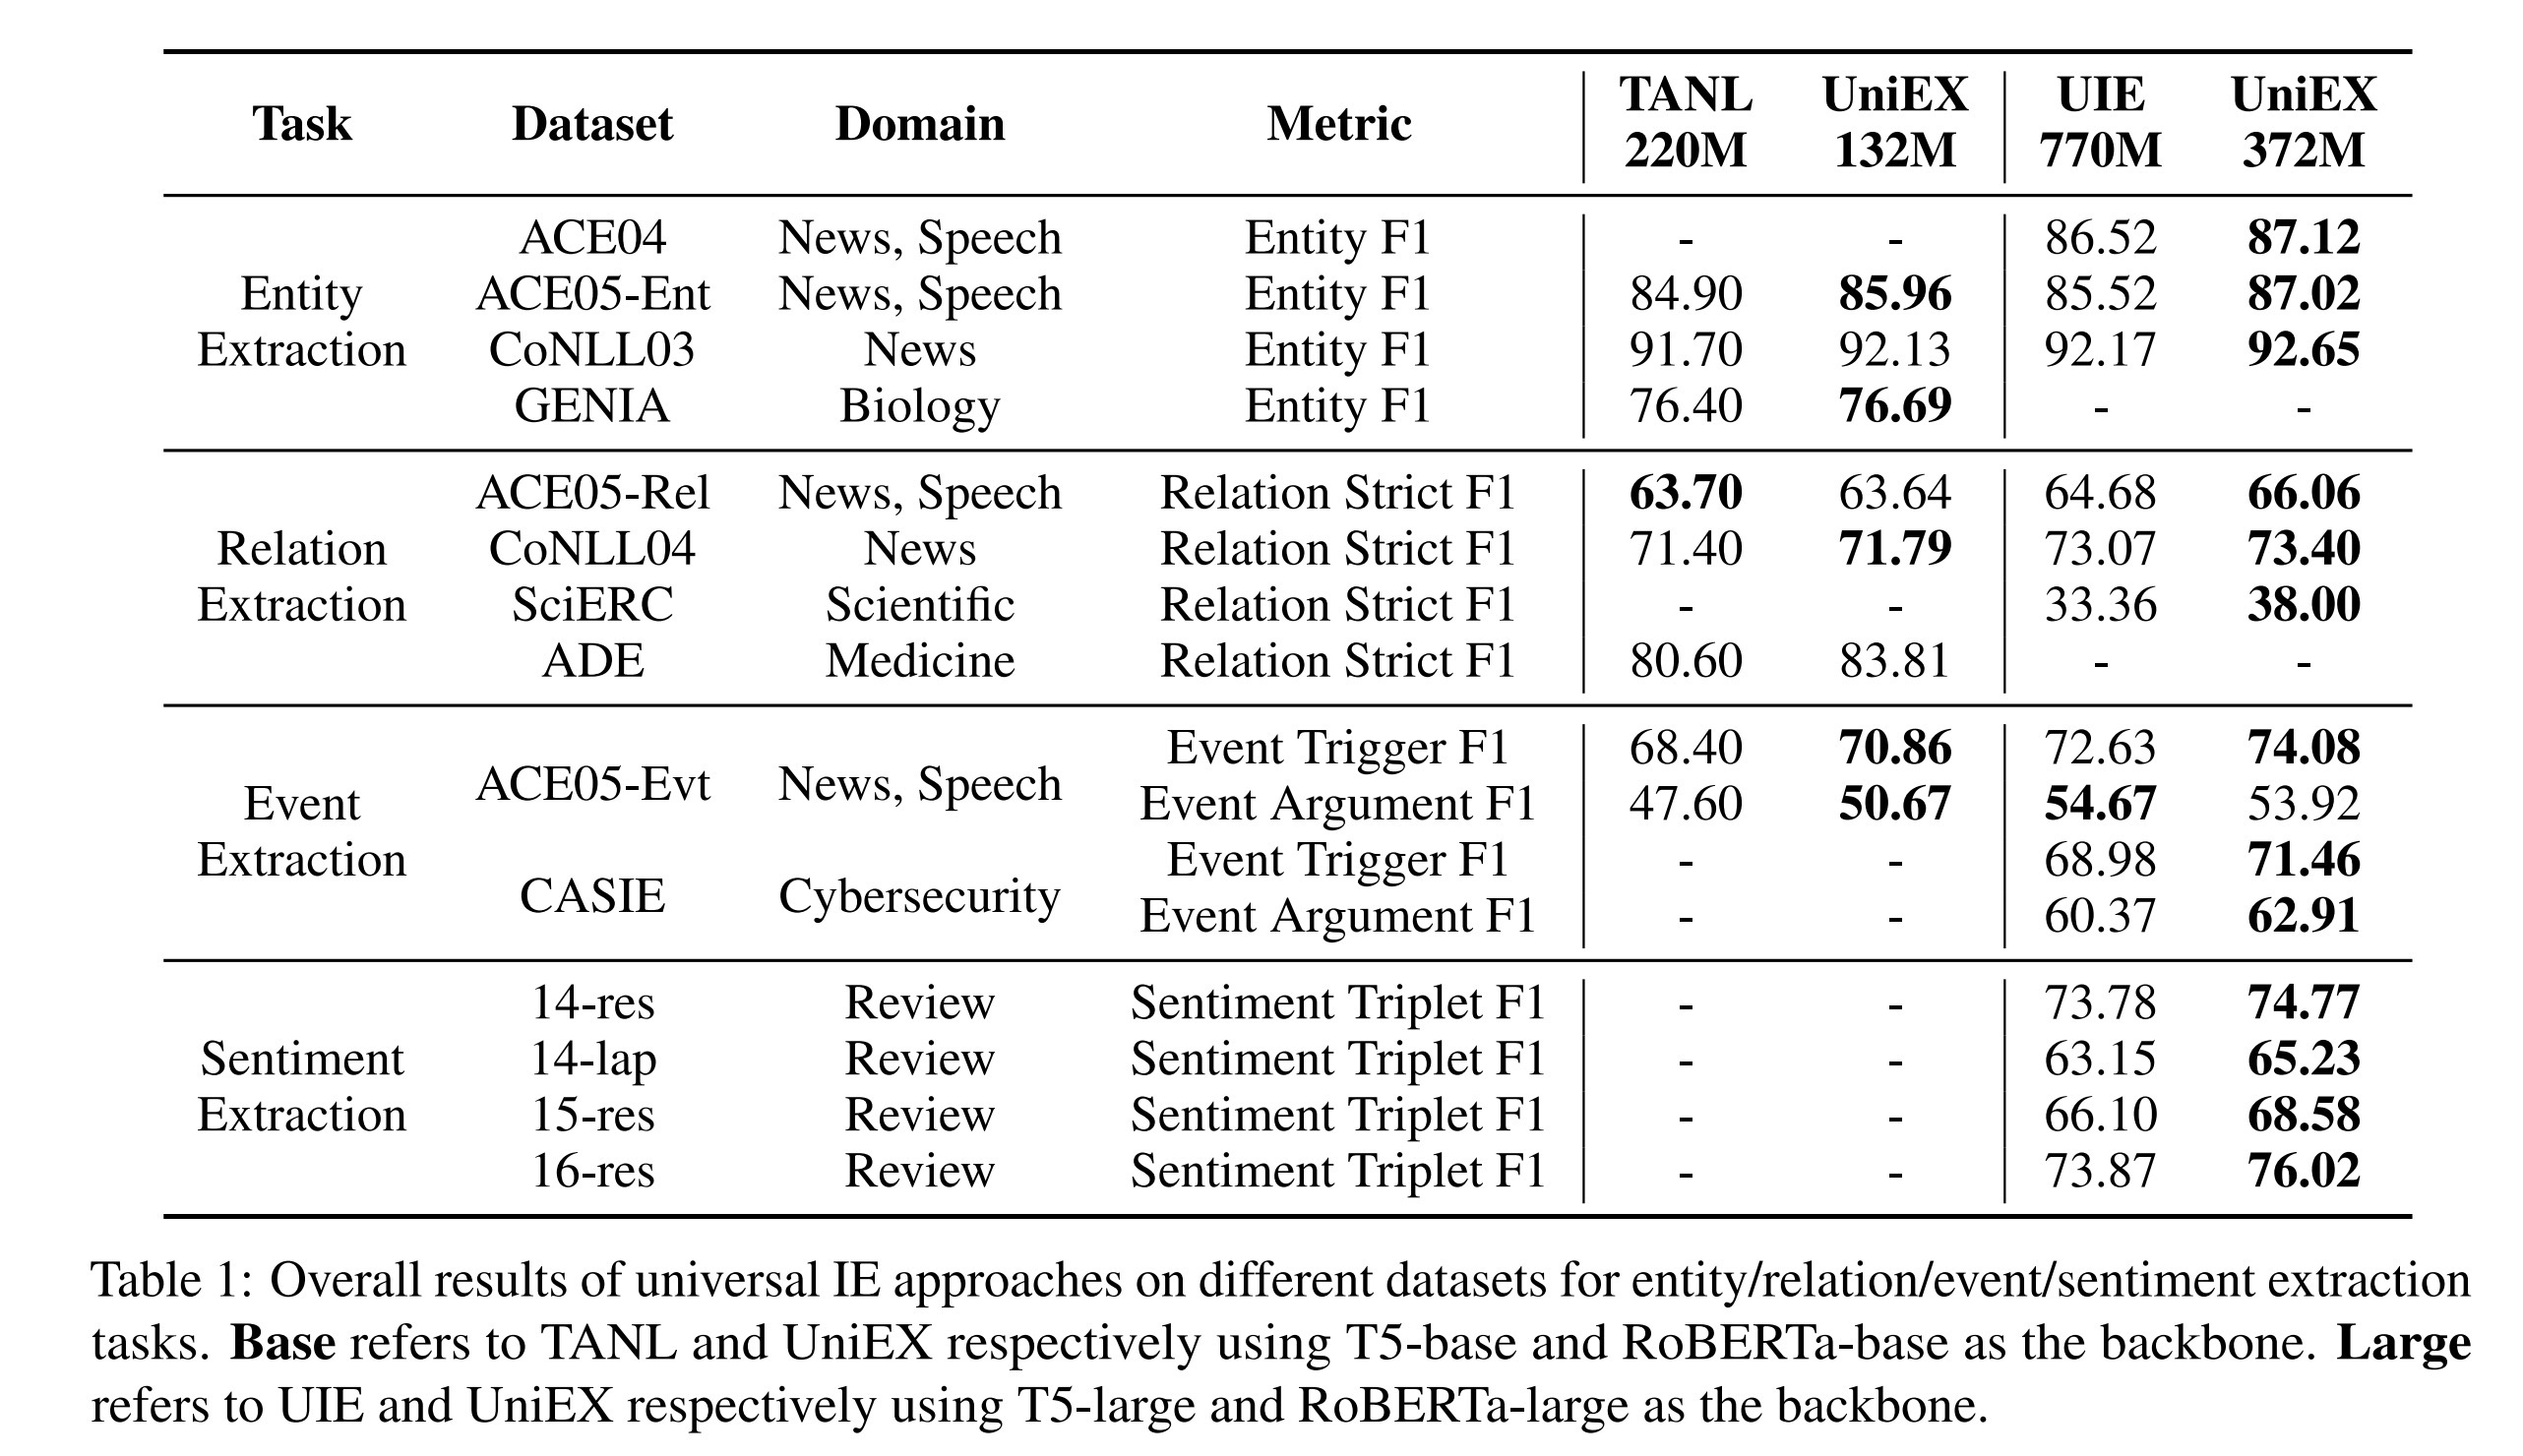 Task Dataset Domain Metric TANL 220M UniEX 132M UIE 770M UniEX 372M
Entity Extraction
ACE04 News, Speech Entity F1 - - 86.52 87.12
ACE05-Ent News, Speech Entity F1 84.90 85.96 85.52 87.02
CoNLL03 News Entity F1 91.70 92.13 92.17 92.65
GENIA Biology Entity F1 76.40 76.69 - -
Relation Extraction
ACE05-Rel News, Speech Relation Strict F1 63.70 63.64 64.68 66.06
CoNLL04 News Relation Strict F1 71.40 71.79 73.07 73.40
SciERC Scientific Relation Strict F1 - - 33.36 38.00
ADE Medicine Relation Strict F1 80.60 83.81 - -
Event Extraction
ACE05-Evt News, Speech
Event Trigger F1 68.40 70.86 72.63 74.08
Event Argument F1 47.60 50.67 54.67 53.92
CASIE Cybersecurity
Event Trigger F1 - - 68.98 71.46
Event Argument F1 - - 60.37 62.91
Sentiment Extraction
14-res Review Sentiment Triplet F1 - - 73.78 74.77
14-lap Review Sentiment Triplet F1 - - 63.15 65.23
15-res Review Sentiment Triplet F1 - - 66.10 68.58
16-res Review Sentiment Triplet F1 - - 73.87 76.02
Table 1: Overall results of universal IE approaches on different datasets for entity/relation/event/sentiment extraction
tasks. Base refers to TANL and UniEX respectively using T5-base and RoBERTa-base as the backbone. Large
refers to UIE and UniEX respectively using T5-large and RoBERTa-large as the backbone.